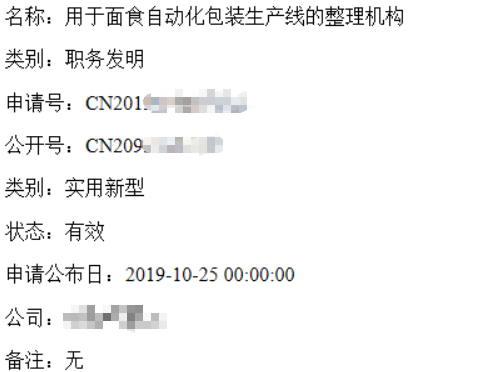 名称：用于面食自动化包装生产线的整理机构
类别：职务发明
申请号：CN201
公开号：CN209
类别：实用新型
状态：有效
申请公布日：2019-10-25 00:00:00
公司：
备注：无